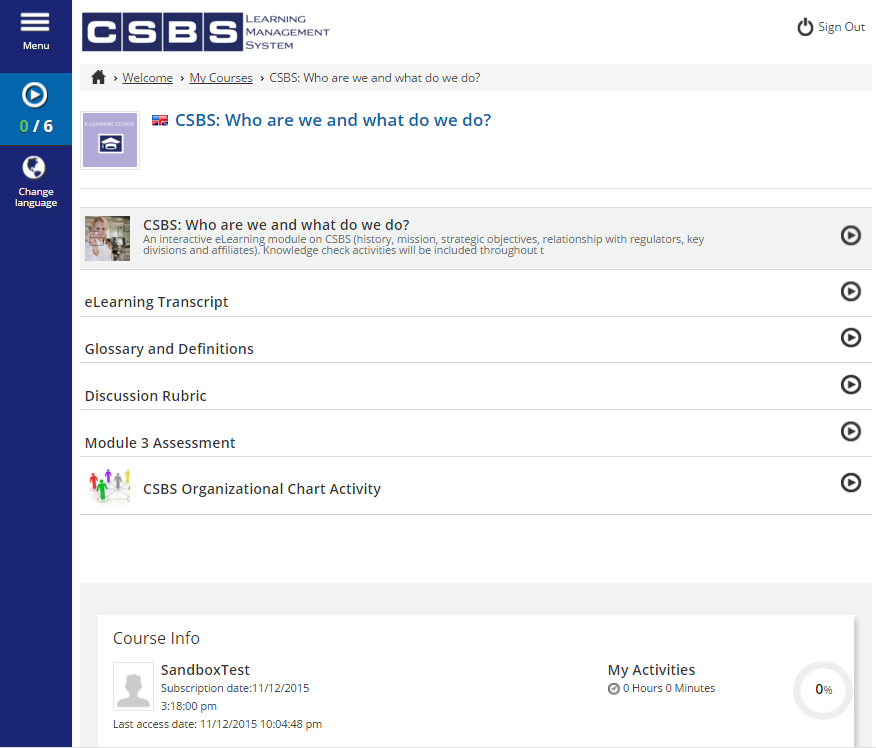 Menu
0 / 6
Change
language
CSBS
LEARNING
MANAGEMENT
SYSTEM
Sign Out
› Welcome › My Courses › CSBS: Who are we and what do we do?
E-LEARNING COURSE
CSBS: Who are we and what do we do?
CSBS: Who are we and what do we do?
An interactive eLearning module on CSBS (history, mission, strategic objectives, relationship with regulators, key
divisions and affiliates). Knowledge check activities will be included throughout t
eLearning Transcript
Glossary and Definitions
Discussion Rubric
Module 3 Assessment
CSBS Organizational Chart Activity
Course Info
SandboxTest
Subscription date:11/12/2015
3:18:00 pm
Last access date: 11/12/2015 10:04:48 pm
My Activities
0 Hours 0 Minutes
0%